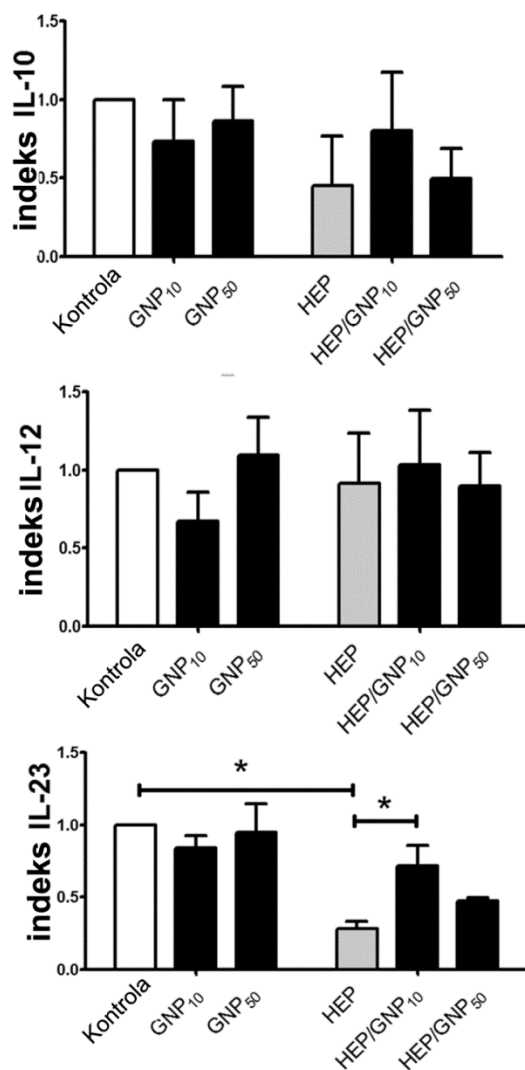 indeks IL-10
1.5
1.0
0.5
0.0
Kontrola
GNP₁₀
GNP₅₀
HEP
HEP/GNP₁₀
HEP/GNP₅₀
indeks IL-12
1.5
1.0
0.5
0.0
Kontrola
GNP₁₀
GNP₅₀
HEP
HEP/GNP₁₀
HEP/GNP₅₀
indeks IL-23
1.5
1.0
0.5
0.0
*
*
Kontrola
GNP₁₀
GNP₅₀
HEP
HEP/GNP₁₀
HEP/GNP₅₀